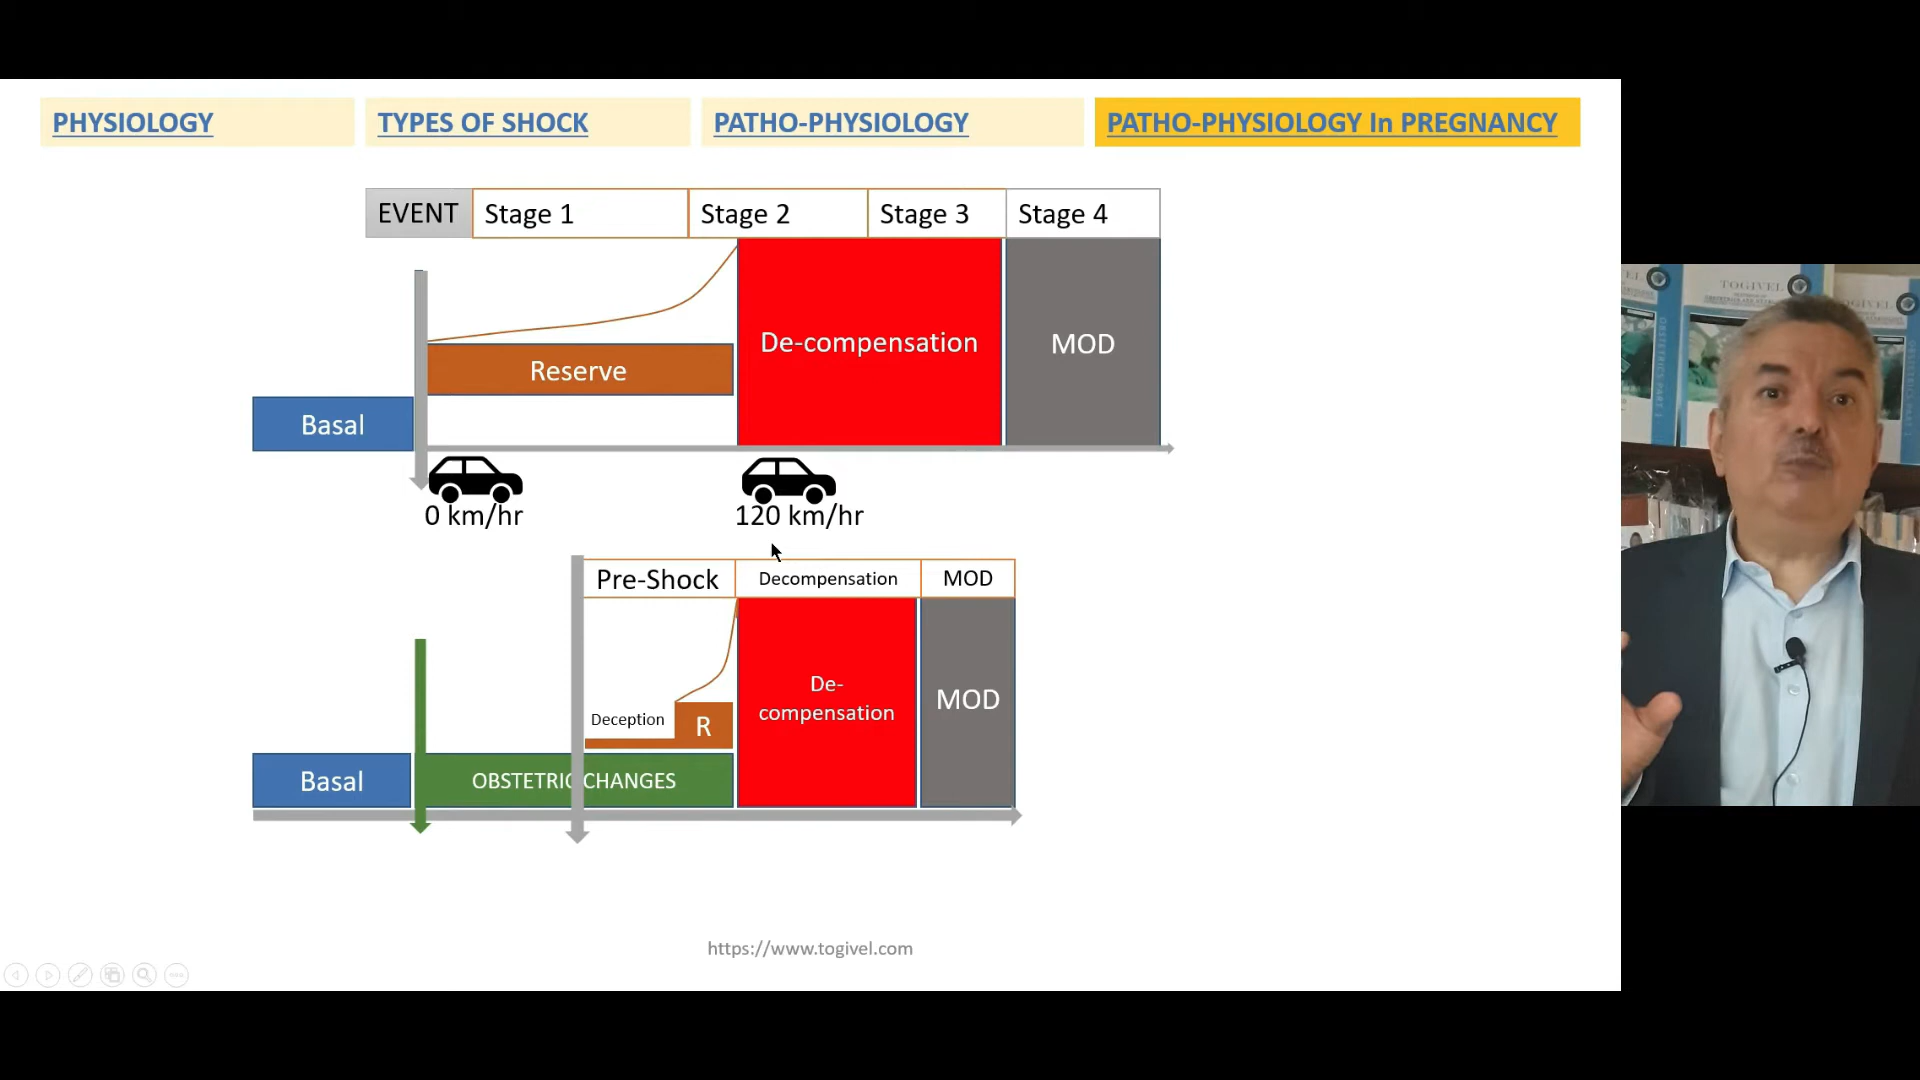 PHYSIOLOGY
TYPES OF SHOCK
PATHO-PHYSIOLOGY
PATHO-PHYSIOLOGY In PREGNANCY
EVENT
Stage 1
Stage 2
Stage 3
Stage 4
Reserve
De-compensation
MOD
Basal
0 km/hr
120 km/hr
Pre-Shock
Decompensation
MOD
Deception
R
De-
compensation
MOD
Basal
OBSTETRIC CHANGES
https://www.togivel.com
TOGIVEL